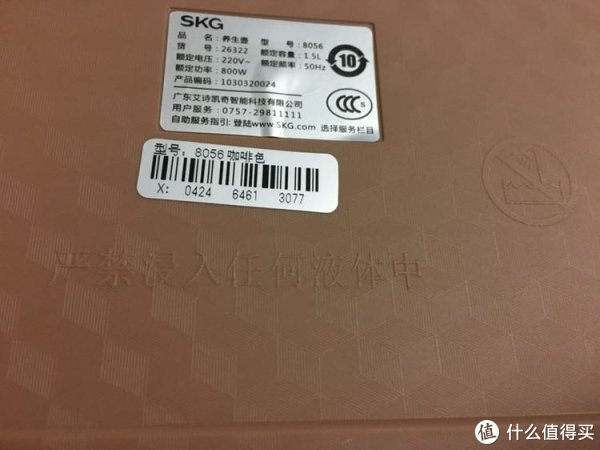 SKG
品 名：养生壶 型 号：8056
货 号：26322 额定容量：1.5L
额定电压：220V~ 额定频率：50Hz
额定功率：800W
产品编码：1030320024
10
CCC S
广东艾诗凯奇智能科技有限公司
用户服务：0757-29811111
自助服务指引：登陆www.SKG.com 选择服务栏目
型号：8056咖啡色
X: 0424 6461 3077
严禁浸入任何液体中
值 什么值得买